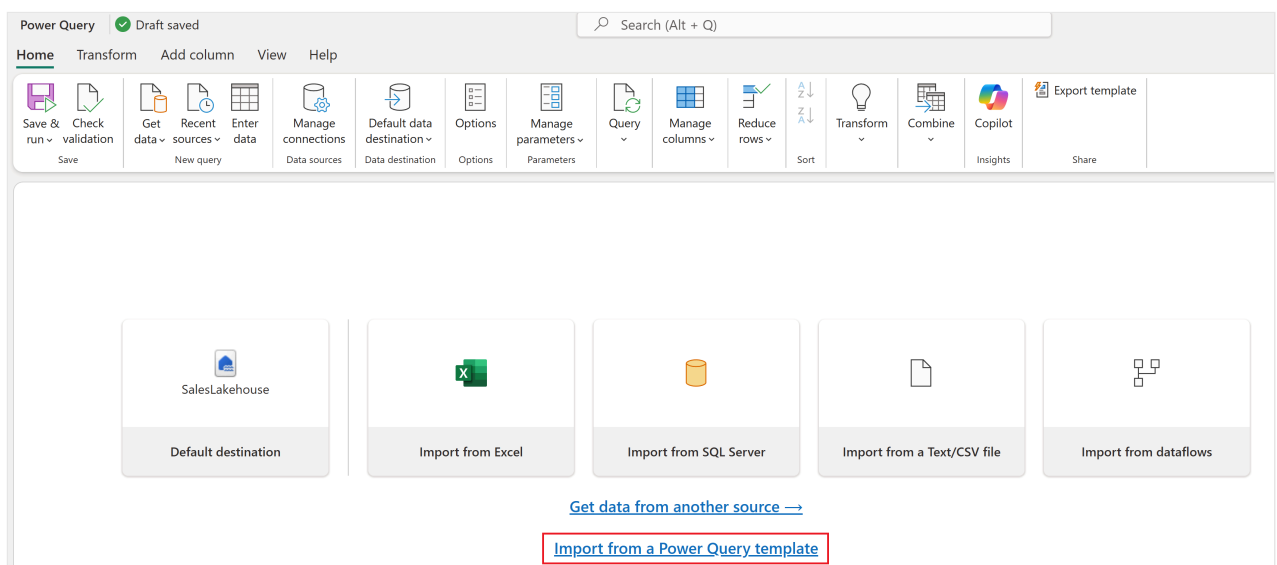 Power Query
Draft saved
Search (Alt + Q)
Home Transform Add column View Help
Save & run
Check validation
Save
Get data
Recent sources
Enter data
New query
Manage connections
Data sources
Default data destination
Data destination
Options
Options
Manage parameters
Parameters
Query
Manage columns
Reduce rows
A
Z
Z
A
Sort
Transform
Combine
Copilot
Insights
Export template
Share
SalesLakehouse
Default destination
X
Import from Excel
Import from SQL Server
Import from a Text/CSV file
Import from dataflows
Get data from another source →
Import from a Power Query template